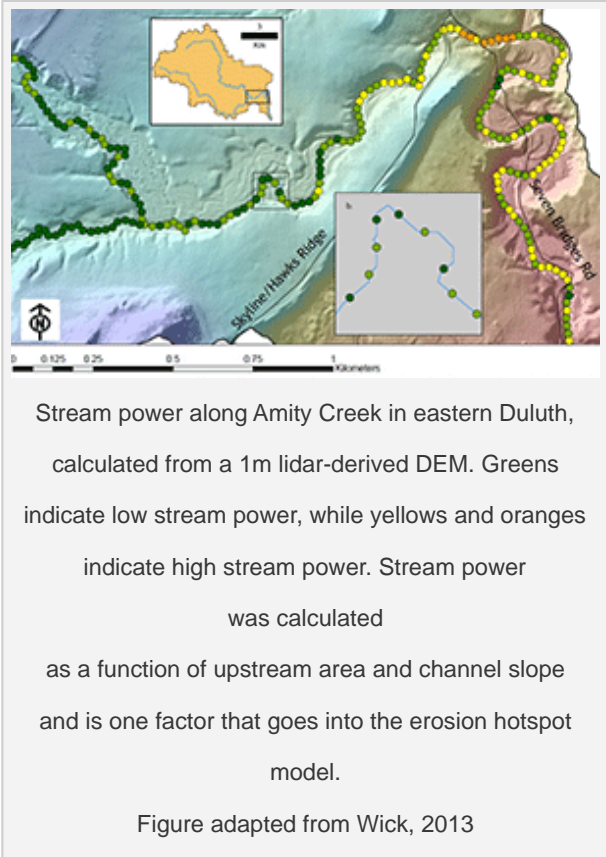 b.
Skyline/Hawks Ridge
Seven Bridges Rd
N
0 0.125 0.25 0.5 0.75 1
Kilometers
Stream power along Amity Creek in eastern Duluth,
calculated from a 1m lidar-derived DEM. Greens
indicate low stream power, while yellows and oranges
indicate high stream power. Stream power
was calculated
as a function of upstream area and channel slope
and is one factor that goes into the erosion hotspot
model.
Figure adapted from Wick, 2013